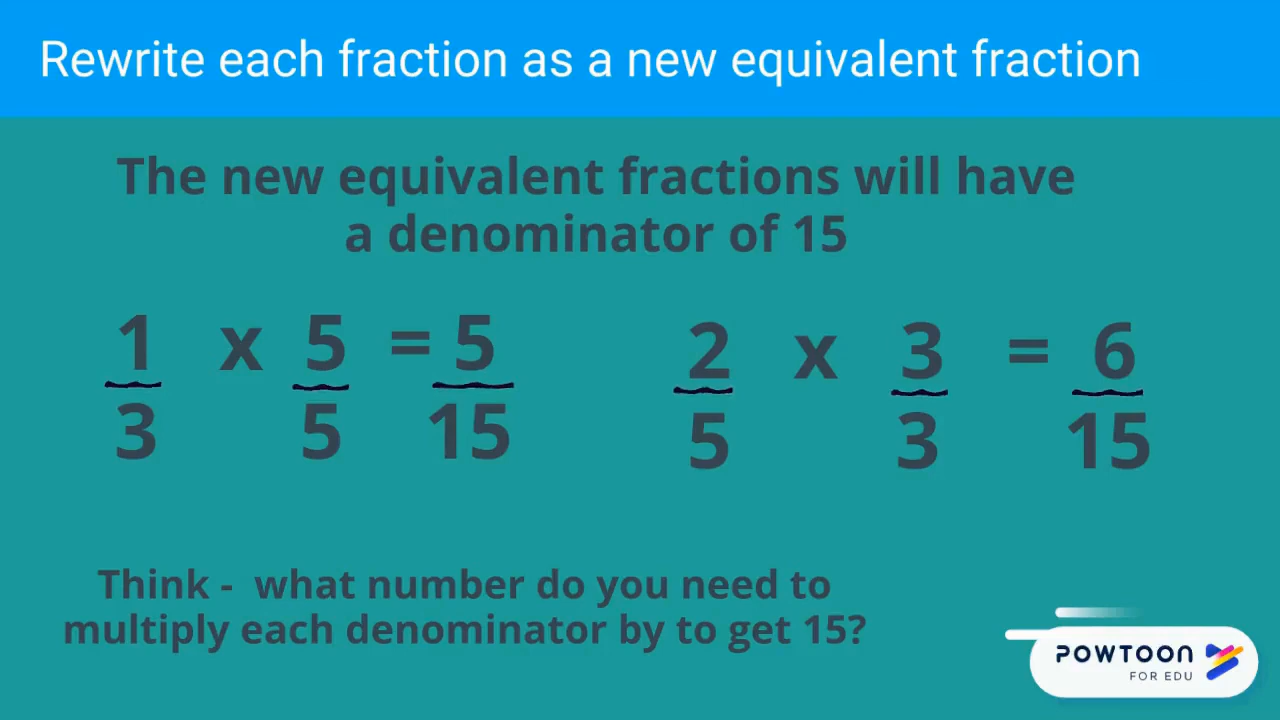 Rewrite each fraction as a new equivalent fraction
The new equivalent fractions will have
a denominator of 15
1 x 5 = 5
3 5 15
2 x 3 = 6
5 3 15
Think - what number do you need to
multiply each denominator by to get 15?
POWTOON
FOR EDU